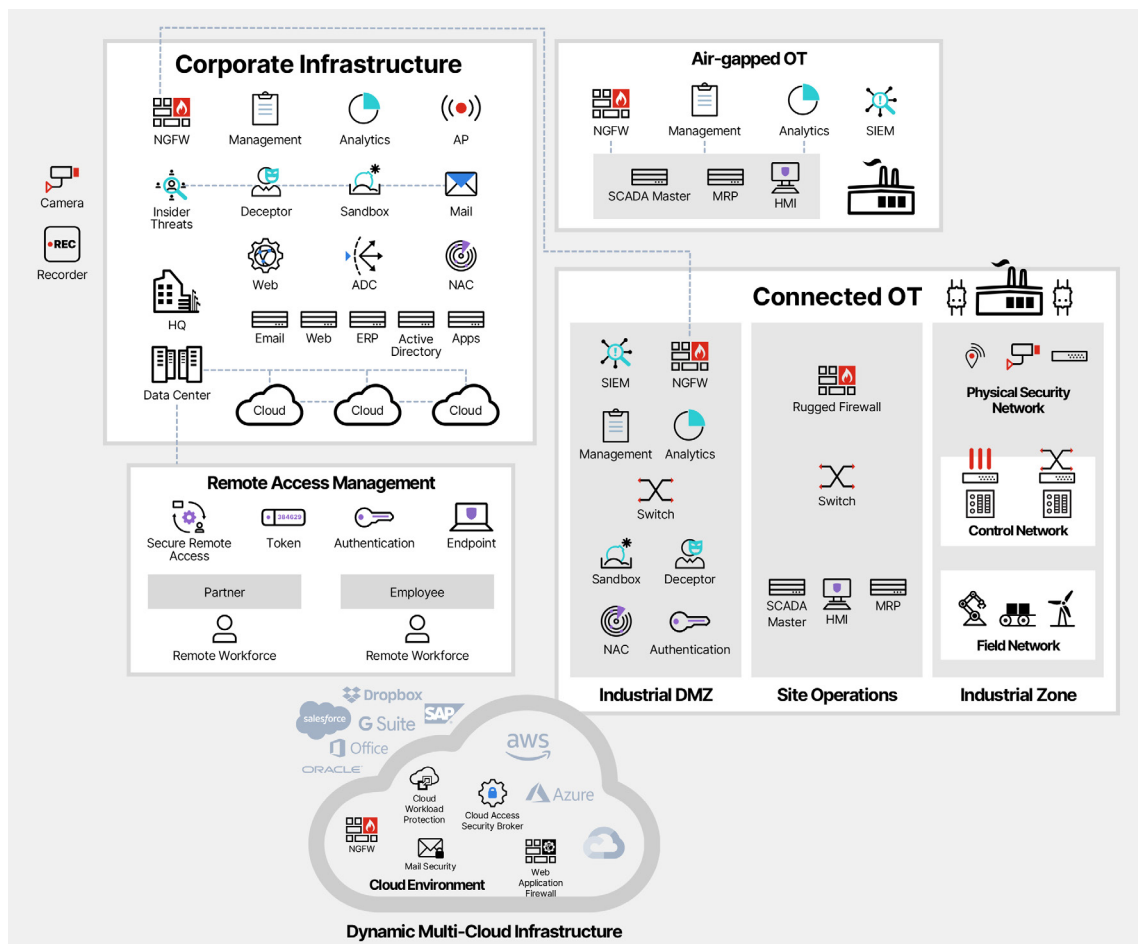 Corporate Infrastructure
NGFW
Management
Analytics
AP
Insider
Threats
Deceptor
Sandbox
Mail
Web
ADC
NAC
HQ
Email
Web
ERP
Active
Directory
Apps
Data Center
Cloud
Cloud
Cloud
Camera
REC
Recorder
Air-gapped OT
NGFW
Management
Analytics
SIEM
SCADA Master
MRP
HMI
Connected OT
SIEM
NGFW
Management
Analytics
Switch
Sandbox
Deceptor
NAC
Authentication
Industrial DMZ
Rugged Firewall
Switch
SCADA
Master
HMI
MRP
Site Operations
Physical Security
Network
Control Network
Field Network
Industrial Zone
Remote Access Management
Secure Remote
Access
364629
Token
Authentication
Endpoint
Partner
Employee
Remote Workforce
Remote Workforce
Dropbox
salesforce
G Suite
SAP
Office
ORACLE
aws
Azure
Cloud
Workload
Protection
Cloud Access
Security Broker
NGFW
Mail Security
Web
Application
Firewall
Cloud Environment
Dynamic Multi-Cloud Infrastructure